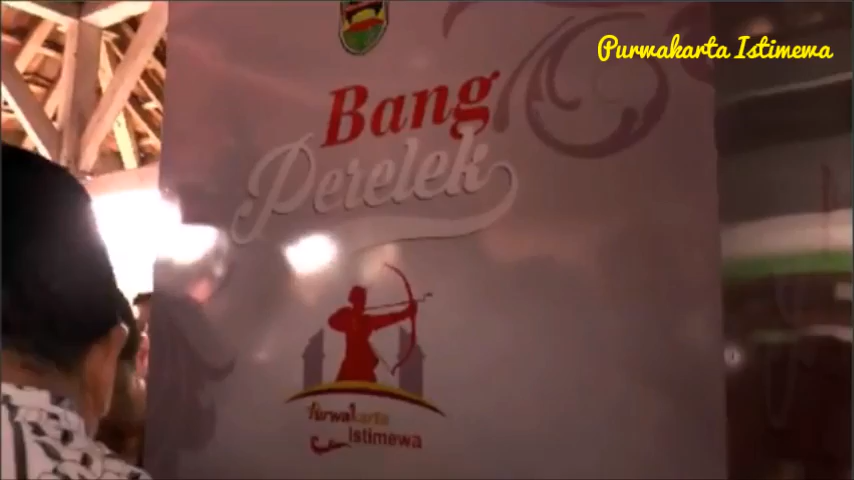 Purwakarta Istimewa
Bang
Perelek
Purwakarta
Istimewa